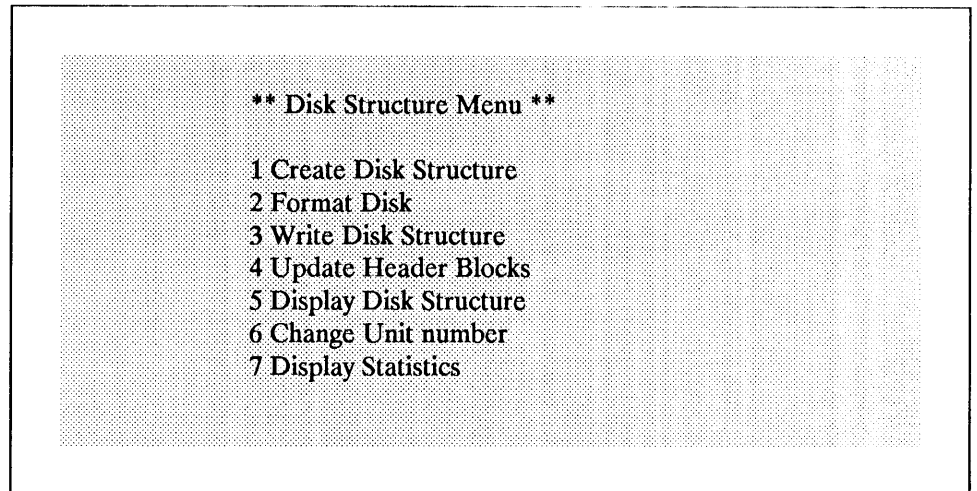 ** Disk Structure Menu **
1 Create Disk Structure
2 Format Disk
3 Write Disk Structure
4 Update Header Blocks
5 Display Disk Structure
6 Change Unit number
7 Display Statistics